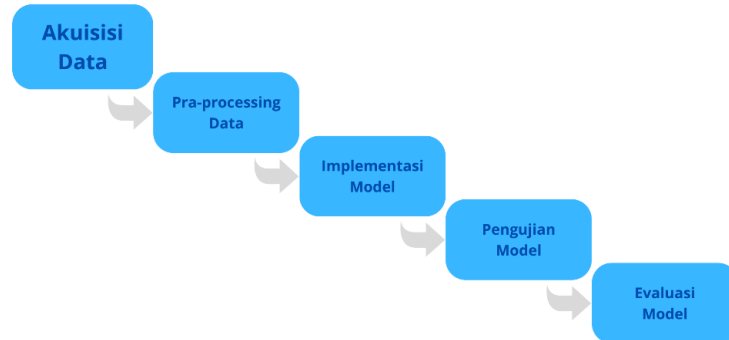 Akuisisi
Data
Pra-processing
Data
Implementasi
Model
Pengujian
Model
Evaluasi
Model